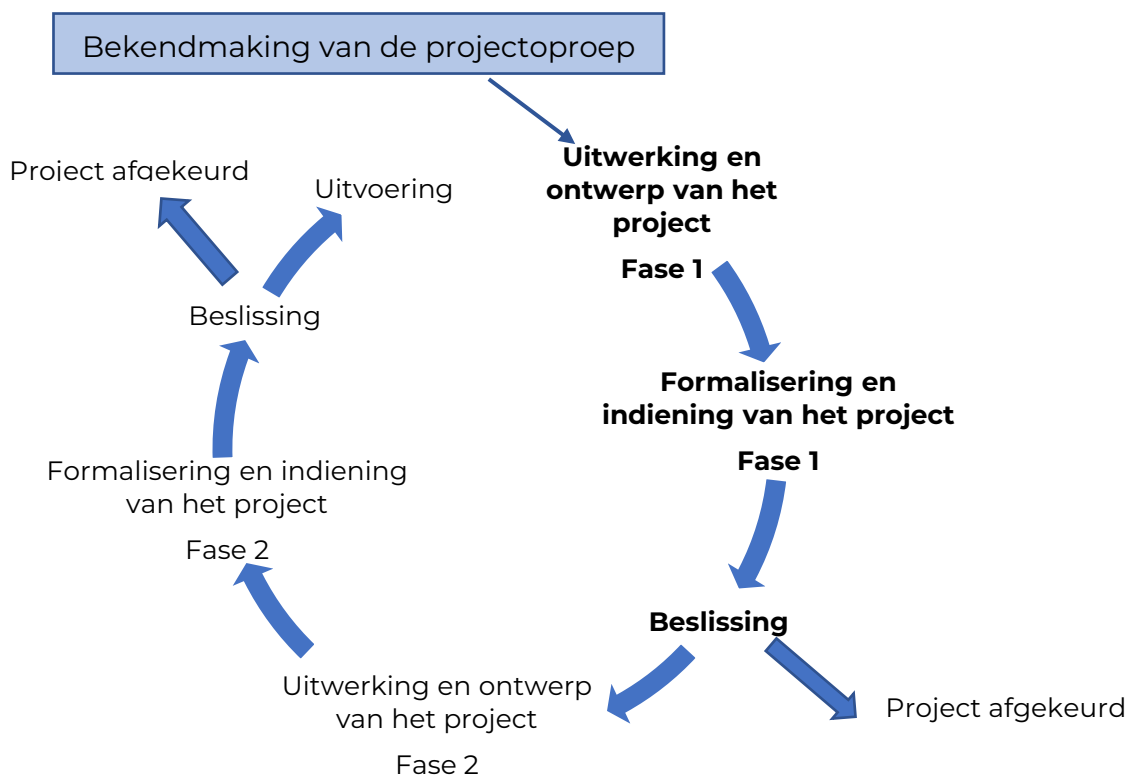 Bekendmaking van de projectoproep
Uitwerking en
ontwerp van het
project
Fase 1
Formalisering en
indiening van het project
Fase 1
Beslissing
Project afgekeurd
Uitwerking en ontwerp
van het project
Fase 2
Formalisering en indiening
van het project
Fase 2
Beslissing
Project afgekeurd
Uitvoering